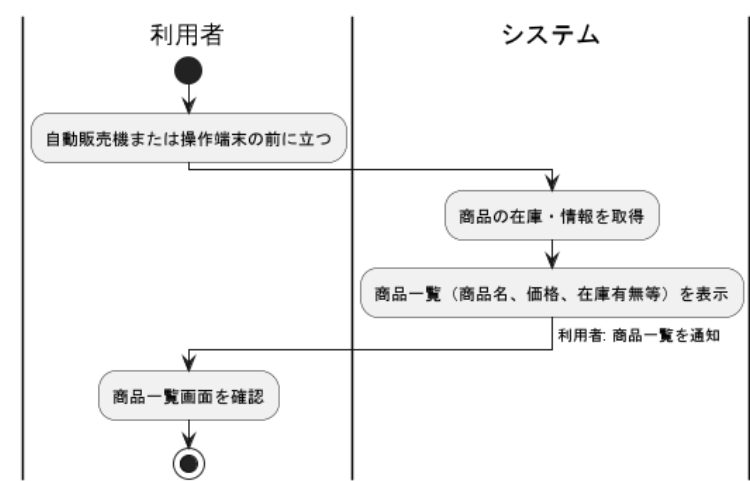 利用者
システム
自動販売機または操作端末の前に立つ
商品の在庫・情報を取得
商品一覧（商品名、価格、在庫有無等）を表示
利用者: 商品一覧を通知
商品一覧画面を確認